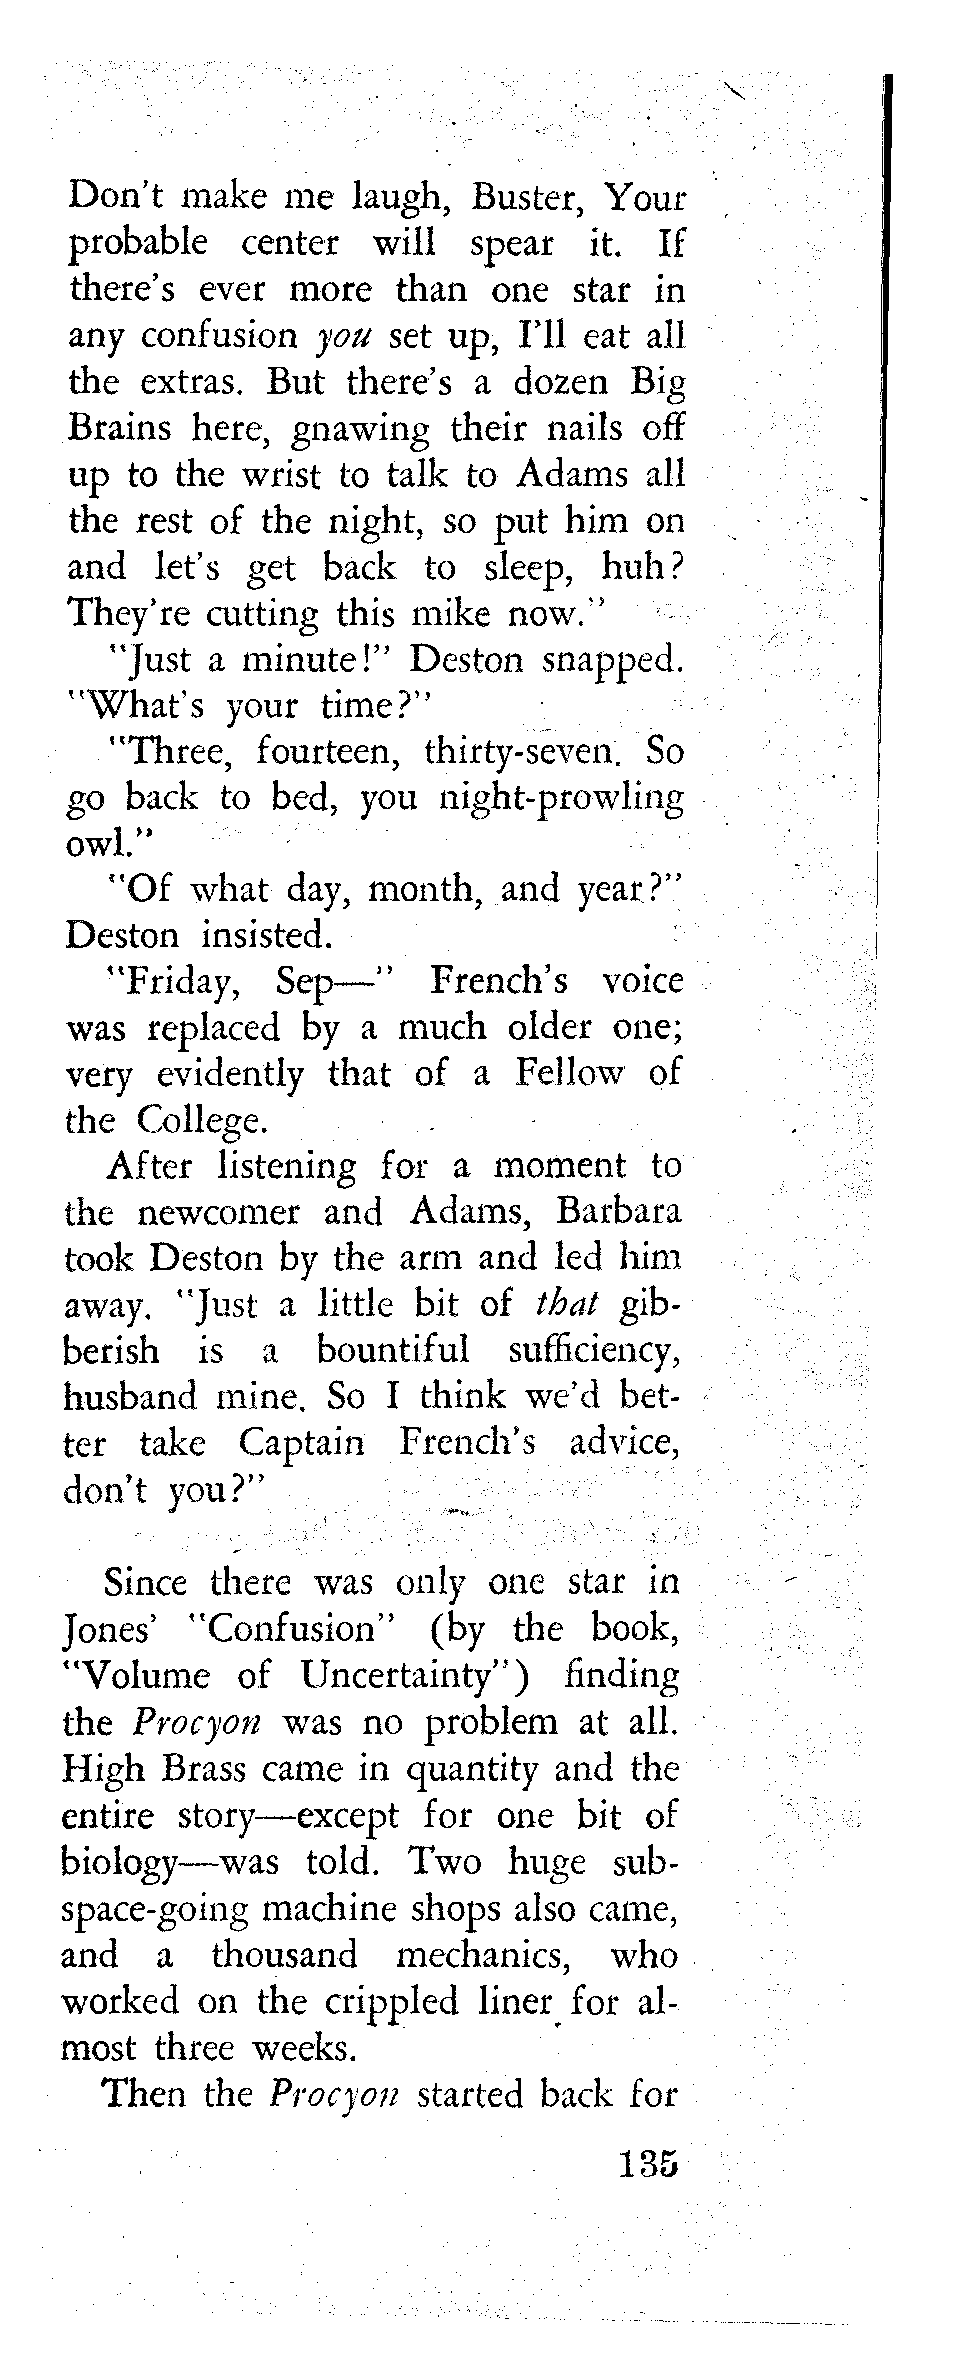 Don't make me laugh, Buster, Your
probable center will spear it. If
there's ever more than one star in
any confusion you set up, I'll eat all
the extras. But there's a dozen Big
Brains here, gnawing their nails off
up to the wrist to talk to Adams all
the rest of the night, so put him on
and let's get back to sleep, huh?
They're cutting this mike now."
"Just a minute!" Deston snapped.
"What's your time?"
"Three, fourteen, thirty-seven. So
go back to bed, you night-prowling
owl."
"Of what day, month, and year?"
Deston insisted.
"Friday, Sep—" French's voice
was replaced by a much older one;
very evidently that of a Fellow of
the College.
After listening for a moment to
the newcomer and Adams, Barbara
took Deston by the arm and led him
away. "Just a little bit of that gib-
berish is a bountiful sufficiency,
husband mine. So I think we'd bet-
ter take Captain French's advice,
don't you?"
Since there was only one star in
Jones' "Confusion" (by the book,
"Volume of Uncertainty") finding
the Procyon was no problem at all.
High Brass came in quantity and the
entire story—except for one bit of
biology—was told. Two huge sub-
space-going machine shops also came,
and a thousand mechanics, who
worked on the crippled liner for al-
most three weeks.
Then the Procyon started back for
135